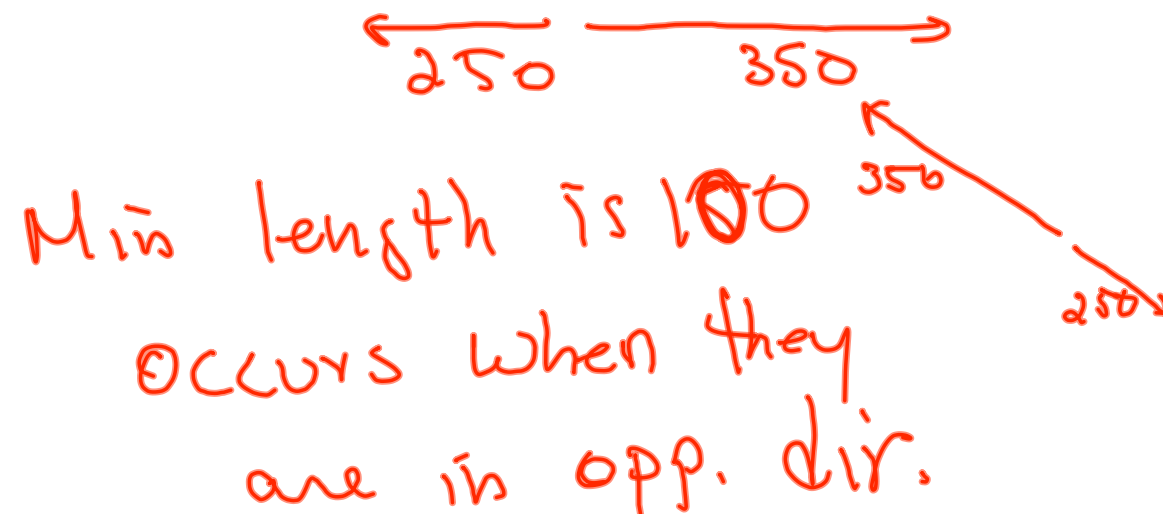 250 350
350
Min length is 100
250
occurs when they
are in opp. dir.